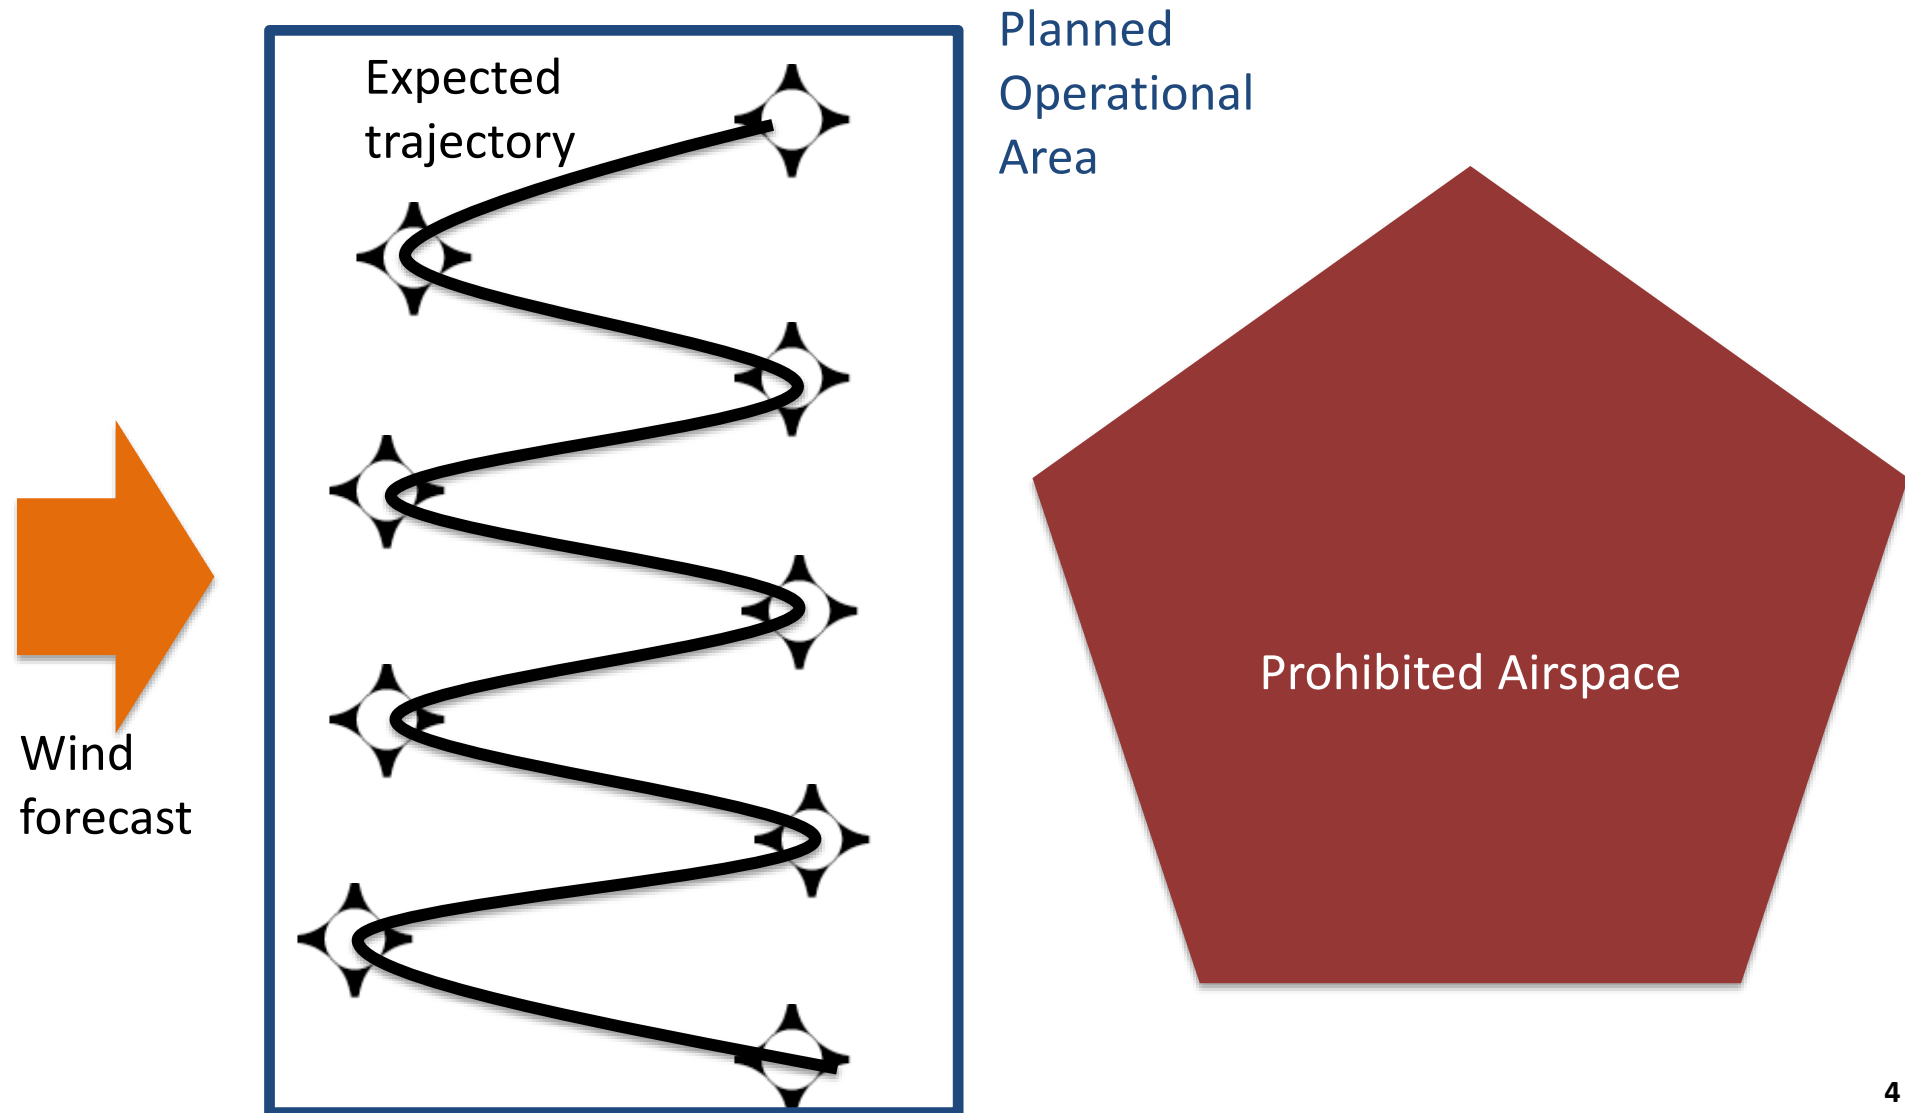 Expected
trajectory
Planned
Operational
Area
Wind
forecast
Prohibited Airspace
4